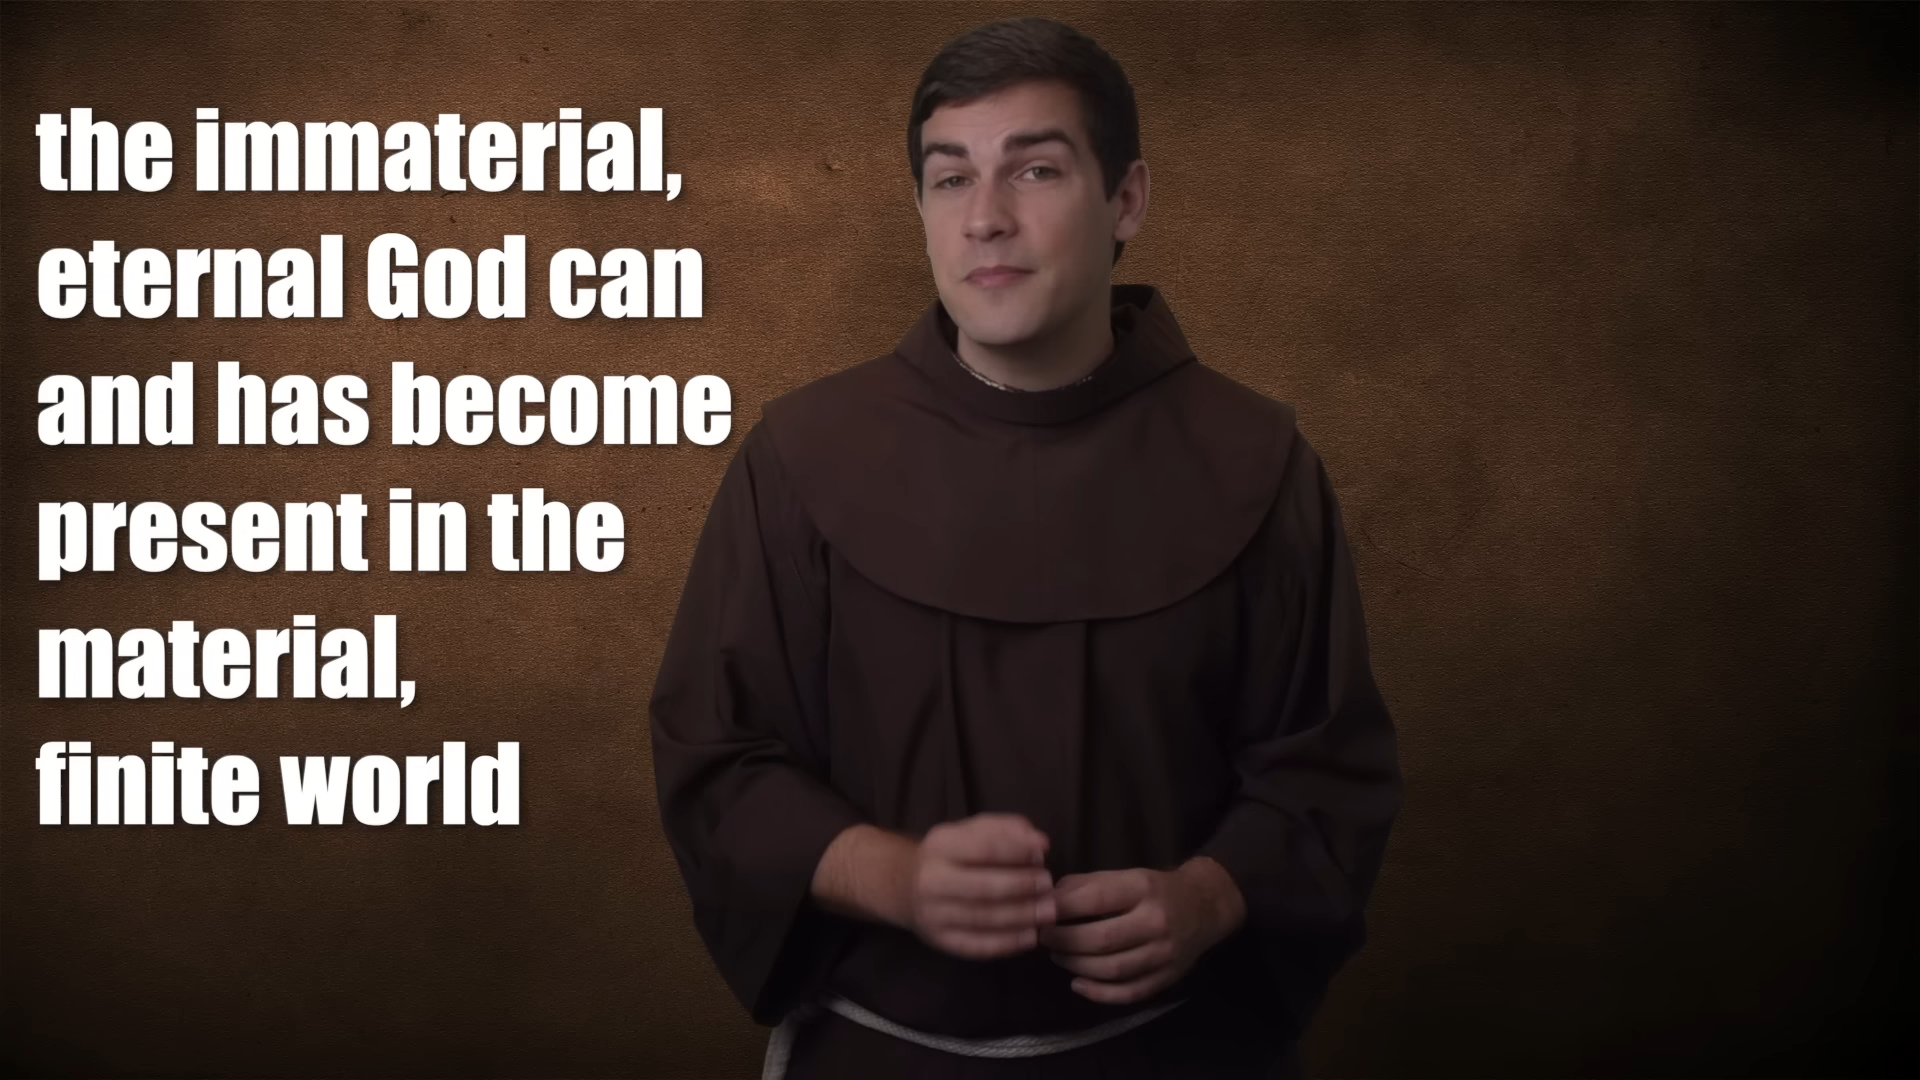 the immaterial,
eternal God can
and has become
present in the
material,
finite world